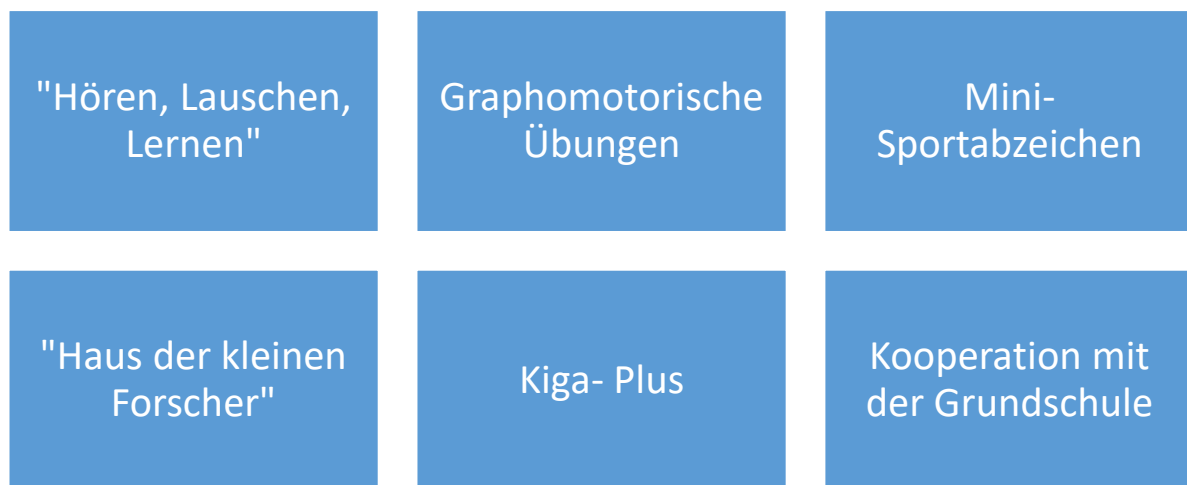 "Hören, Lauschen,
Lernen"
Graphomotorische
Übungen
Mini-
Sportabzeichen
"Haus der kleinen
Forscher"
Kiga- Plus
Kooperation mit
der Grundschule